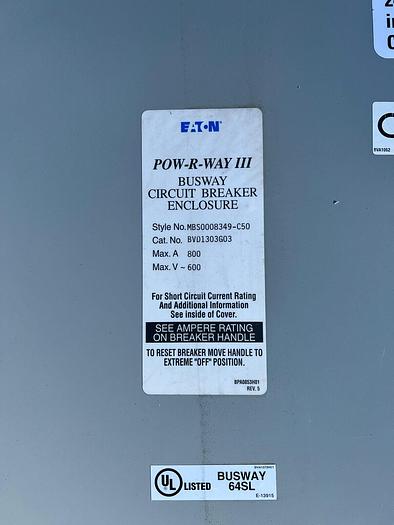 EATON
POW-R-WAY III
BUSWAY
CIRCUIT BREAKER
ENCLOSURE
Style No. MBS0008349-C50
Cat. No. BVD1303G03
Max. A 800
Max. V ~ 600
For Short Circuit Current Rating
And Additional Information
See inside of Cover.
SEE AMPERE RATING
ON BREAKER HANDLE
TO RESET BREAKER MOVE HANDLE TO
EXTREME "OFF" POSITION.
BPA0053H01
REV. 5
UL LISTED
BUSWAY
64SL
E-13915